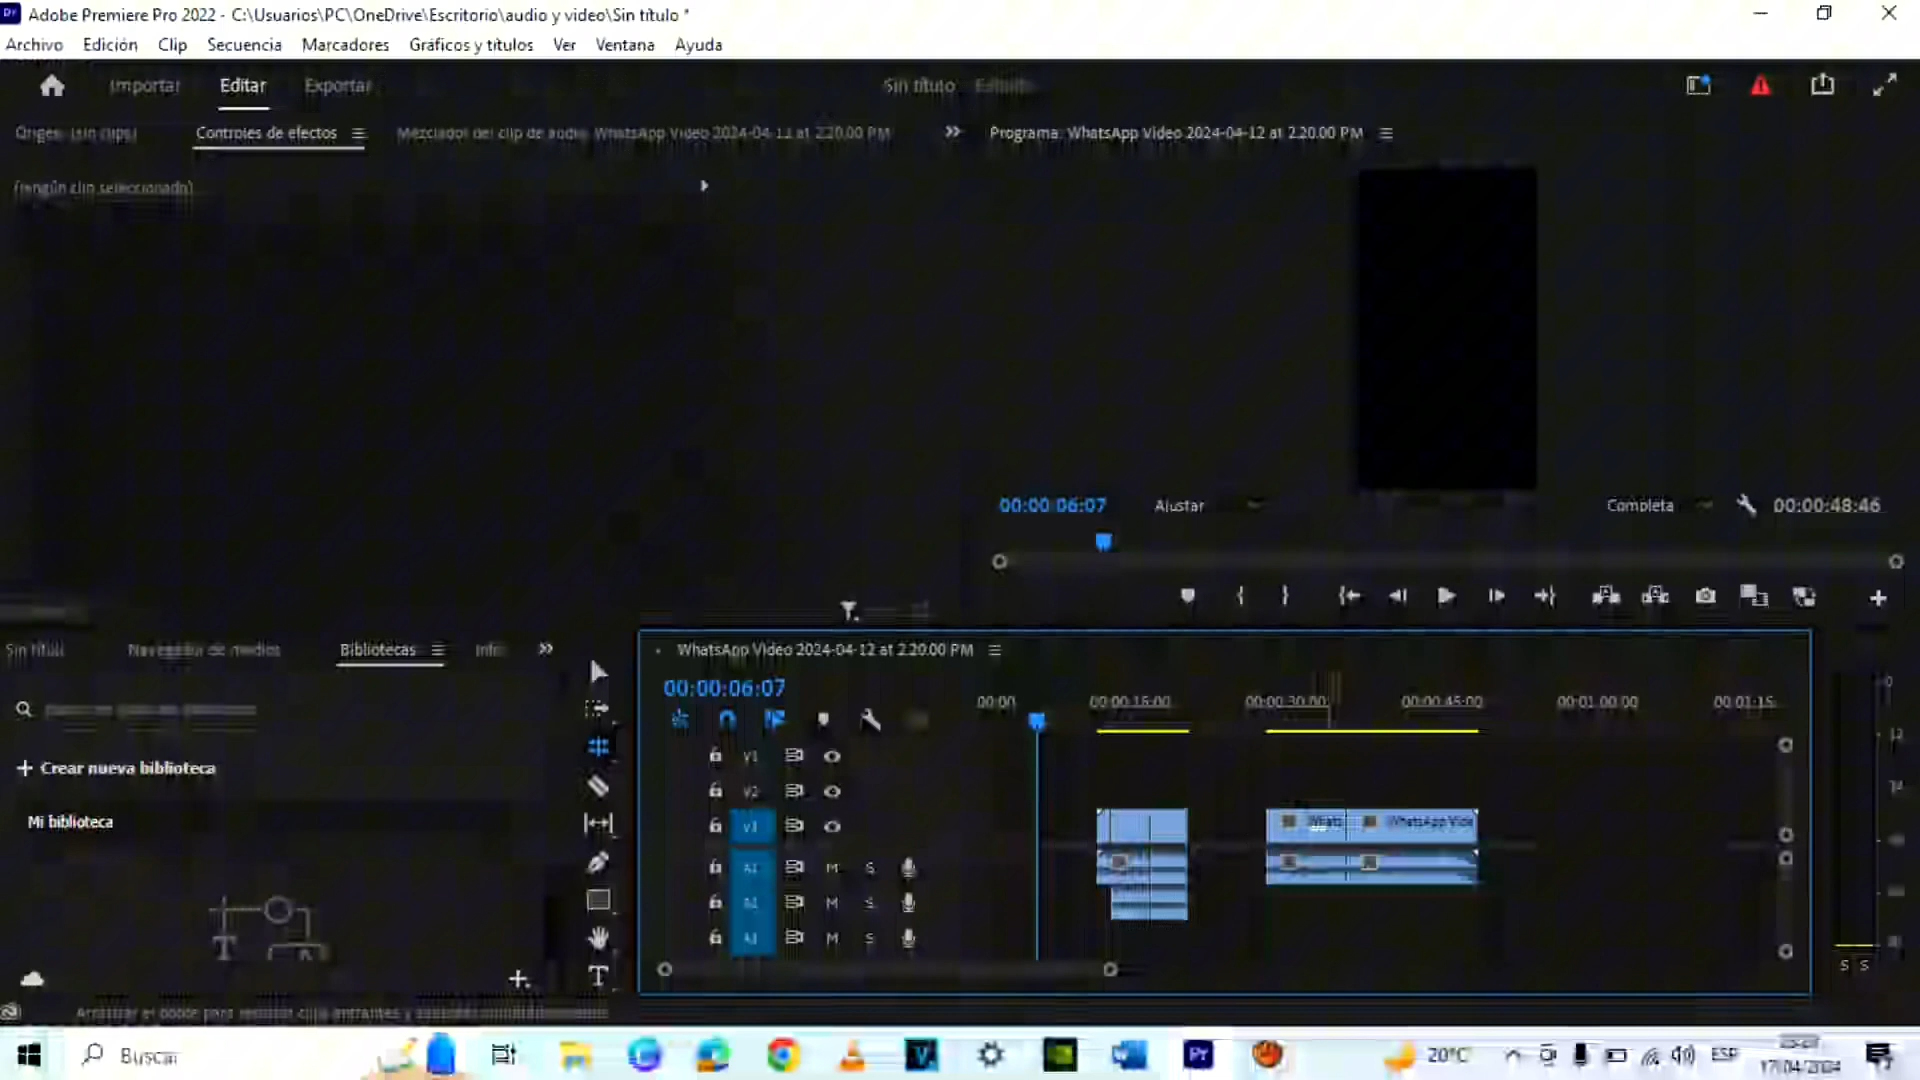 Adobe Premiere Pro 2022 - C:\Usuarios\PC\OneDrive\Escritorio\audio y video\Sin título *
Archivo Edición Clip Secuencia Marcadores Gráficos y títulos Ver Ventana Ayuda
Importar Editar Exportar Sin título Editado
Origen: (sin clips) Controles de efectos Mezclador del clip de audio: WhatsApp Video 2024-04-12 at 2.20.00 PM Programa: WhatsApp Video 2024-04-12 at 2.20.00 PM
(ningún clip seleccionado)
00:00:06:07 Ajustar Completa 00:00:48:46
Sin títul Navegador de medios Bibliotecas Info WhatsApp Video 2024-04-12 at 2.20.00 PM
00:00:06:07
00:00 00:00:15:00 00:00:30:00 00:00:45:00 00:01:00:00 00:01:15
V2
Crear nueva biblioteca
Mi biblioteca
Whats WhatsApp Vide
A1 M S
M S
M S
S S
Buscar 20°C ESP
17/04/2024